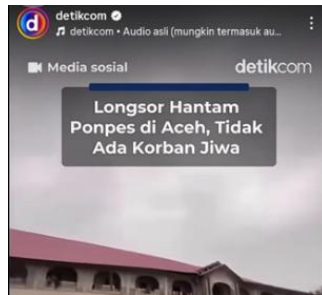 detikcom
detikcom • Audio asli (mungkin termasuk au...
Media sosial
detikcom
Longsor Hantam
Ponpes di Aceh, Tidak
Ada Korban Jiwa